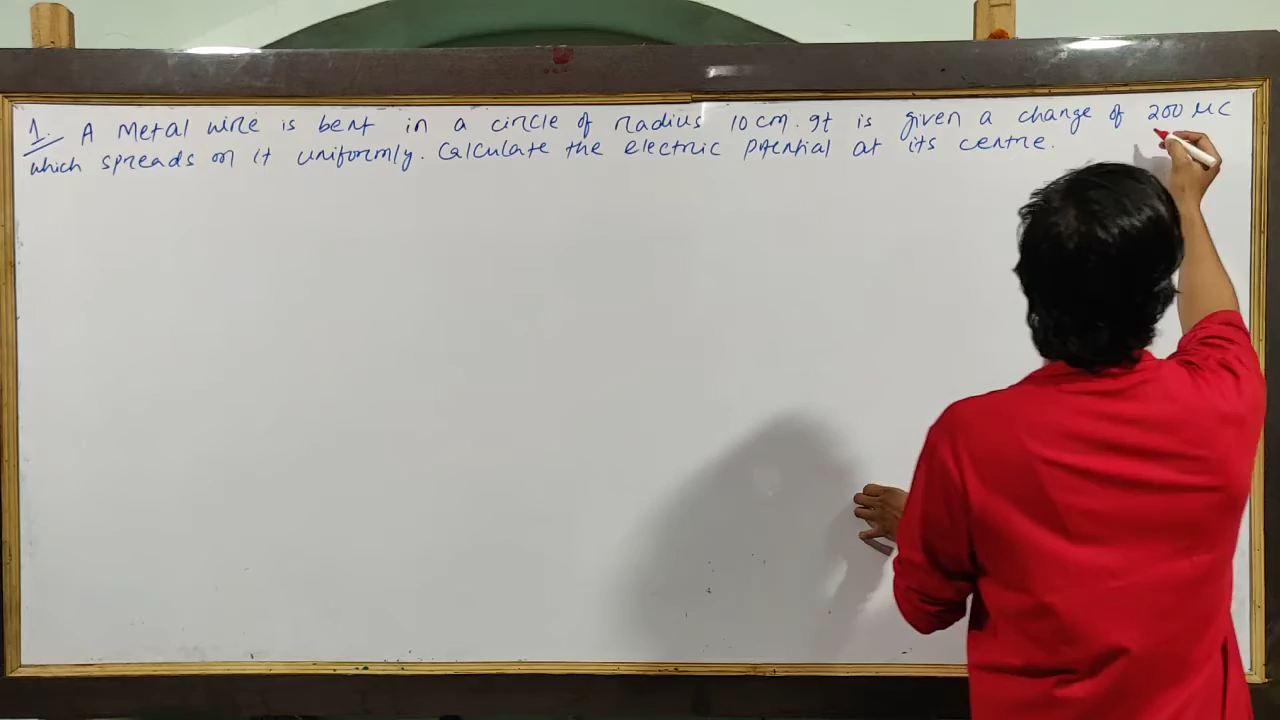 1. A Metal wire is bent in a circle of radius 10 cm. It is given a change of 200 μC
which spreads on it uniformly. Calculate the electric potential at its centre.